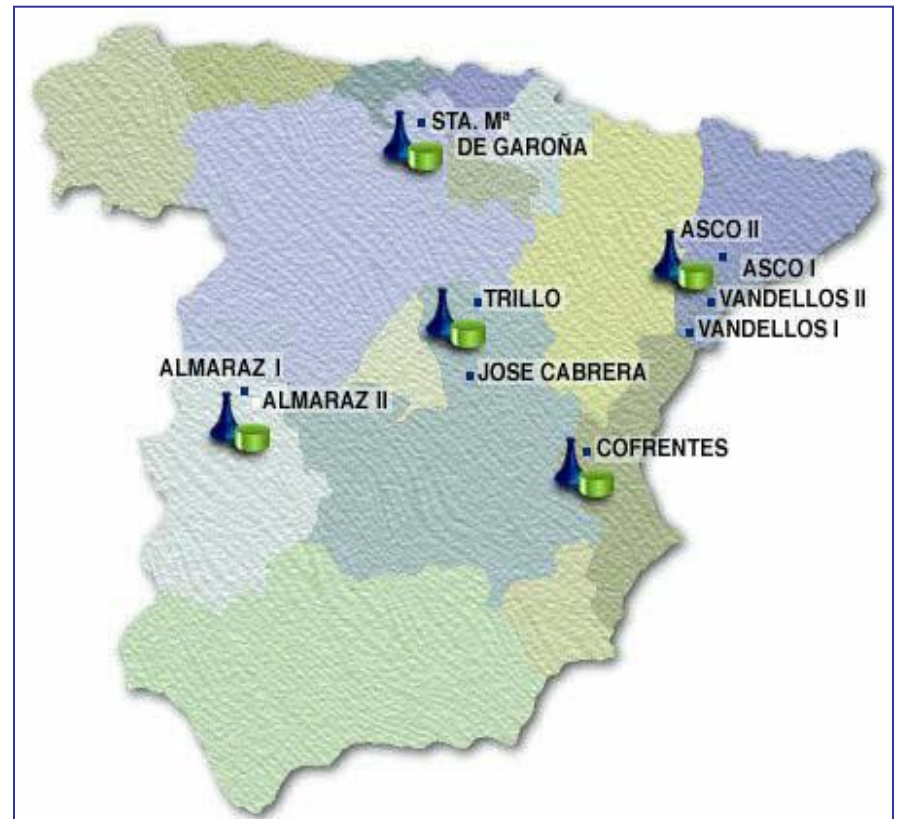 STA. Mª
DE GAROÑA
ASCO II
ASCO I
TRILLO
VANDELLOS II
VANDELLOS I
ALMARAZ I
JOSE CABRERA
ALMARAZ II
COFRENTES